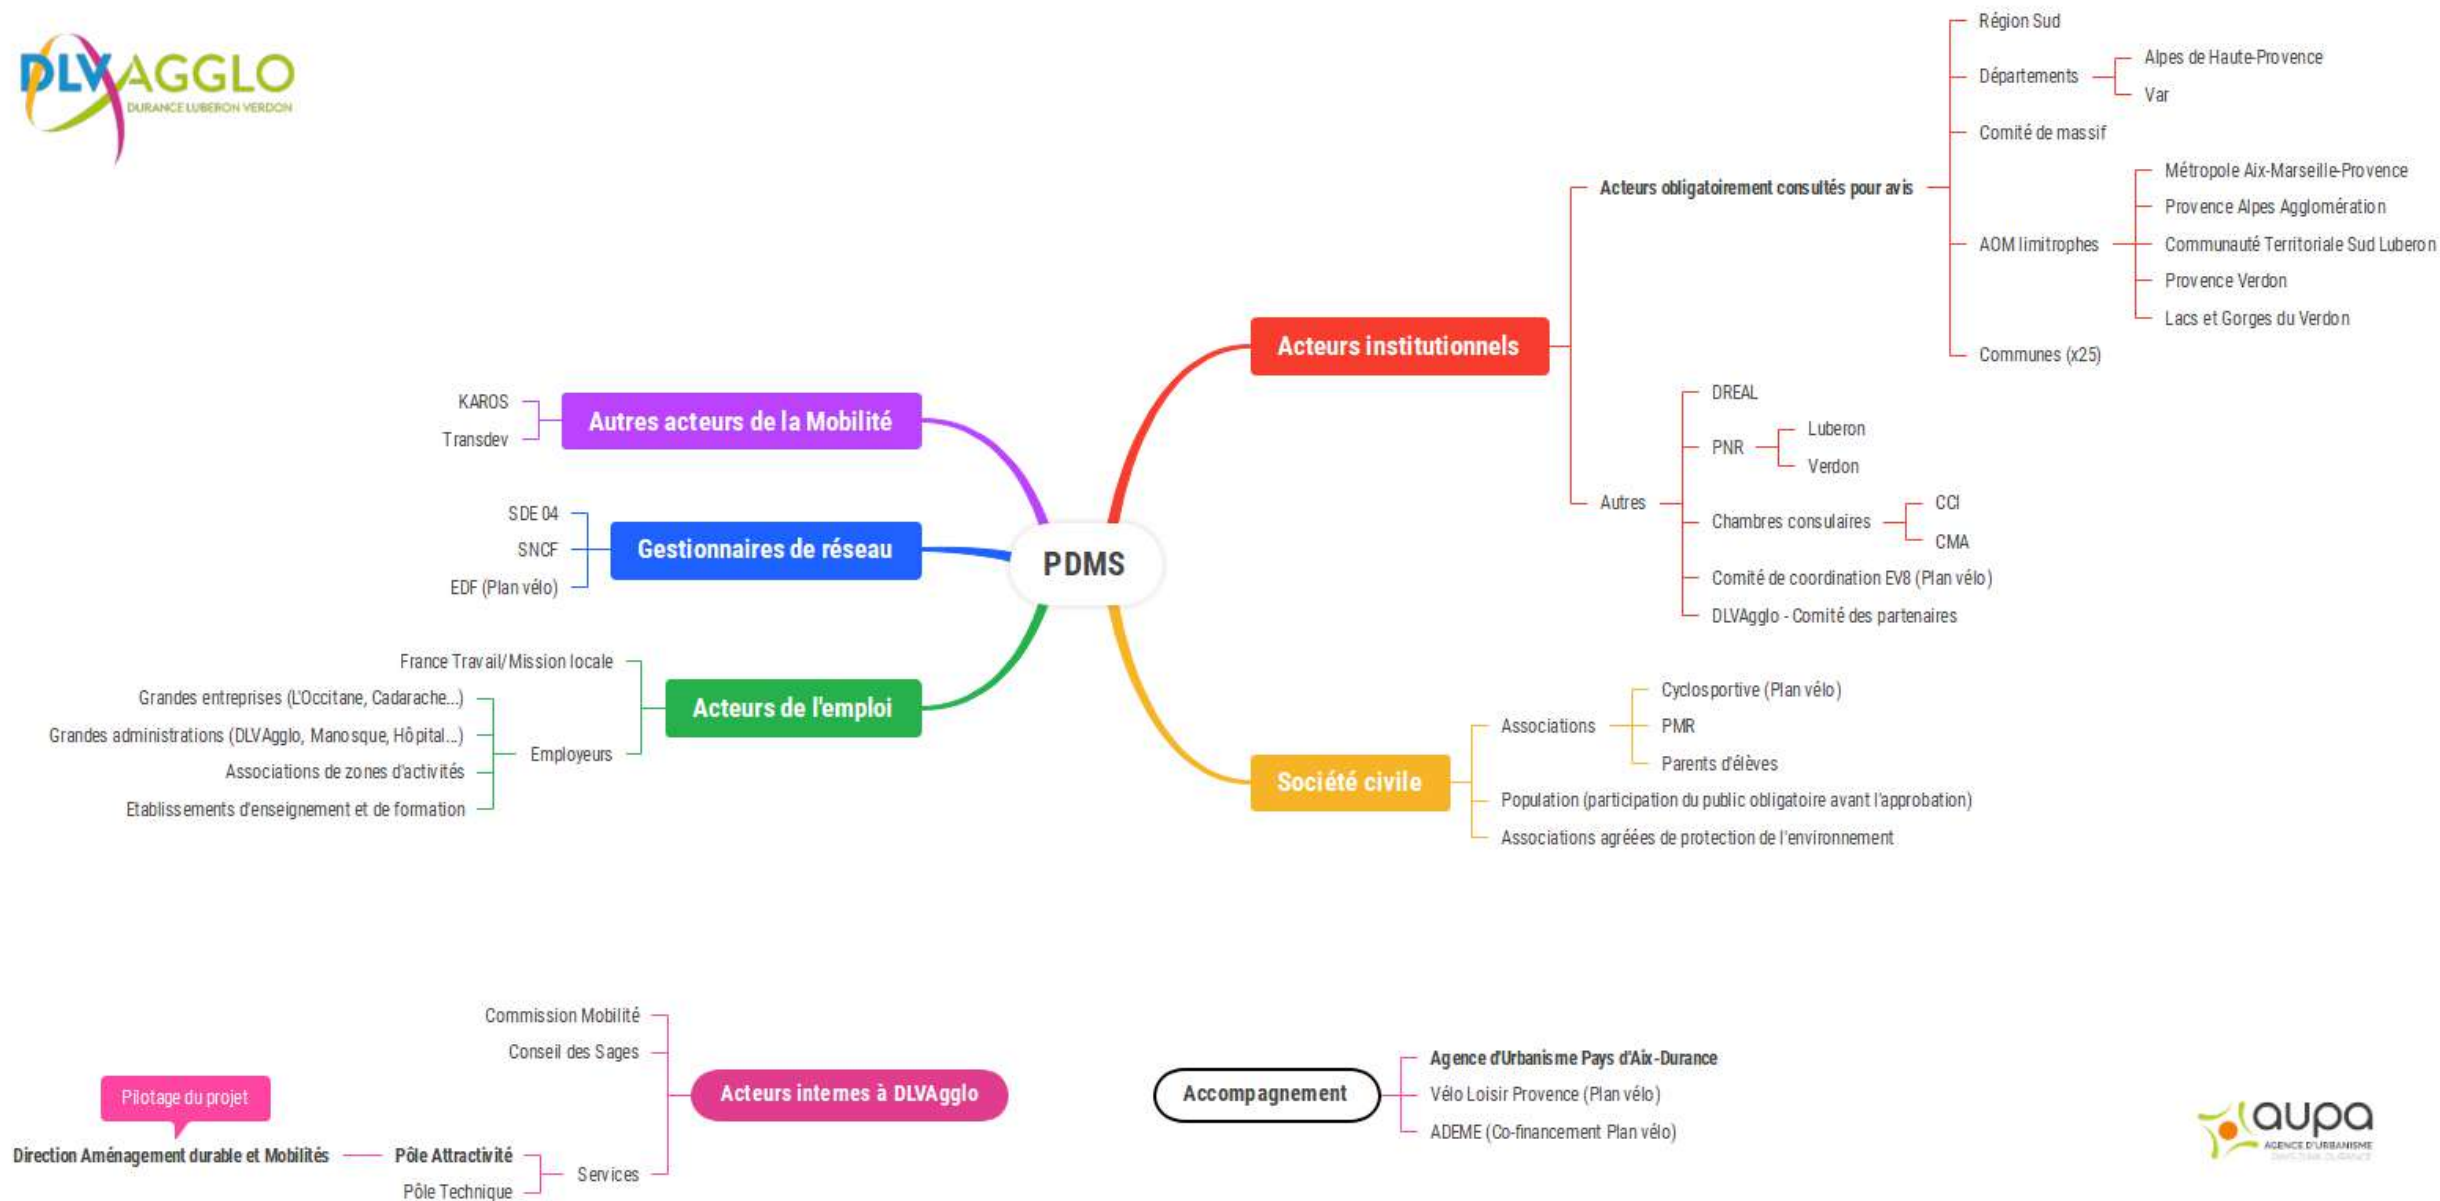 DLVAGGLO
DURANCE LUBERON VERDON
PDMS
Acteurs institutionnels
Acteurs obligatoirement consultés pour avis
Région Sud
Départements
Alpes de Haute-Provence
Var
Comité de massif
AOM limitrophes
Métropole Aix-Marseille-Provence
Provence Alpes Agglomération
Communauté Territoriale Sud Luberon
Provence Verdon
Lacs et Gorges du Verdon
Communes (x25)
Autres
DREAL
PNR
Luberon
Verdon
Chambres consulaires
CCI
CMA
Comité de coordination EV8 (Plan vélo)
DLVAgglo - Comité des partenaires
Société civile
Associations
Cyclosportive (Plan vélo)
PMR
Parents d'élèves
Population (participation du public obligatoire avant l'approbation)
Associations agréées de protection de l'environnement
Autres acteurs de la Mobilité
KAROS
Transdev
Gestionnaires de réseau
SDE 04
SNCF
EDF (Plan vélo)
Acteurs de l'emploi
France Travail/Mission locale
Employeurs
Grandes entreprises (L'Occitane, Cadarache...)
Grandes administrations (DLVAgglo, Manosque, Hôpital...)
Associations de zones d'activités
Etablissements d'enseignement et de formation
Acteurs internes à DLVAgglo
Commission Mobilité
Conseil des Sages
Services
Pôle Attractivité
Direction Aménagement durable et Mobilités
Pilotage du projet
Pôle Technique
Accompagnement
Agence d'Urbanisme Pays d'Aix-Durance
Vélo Loisir Provence (Plan vélo)
ADEME (Co-financement Plan vélo)
aupa
AGENCE D'URBANISME
PAYS D'AIX-DURANCE